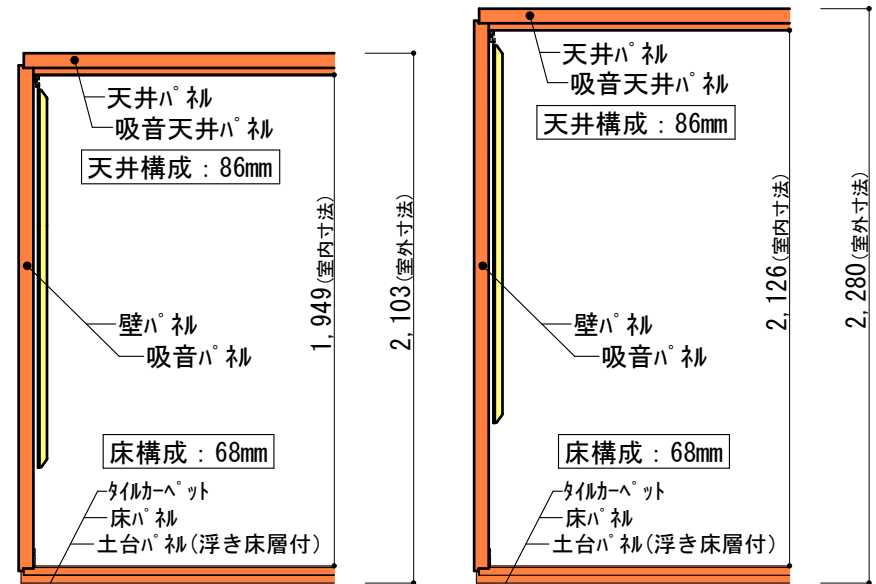 天井パネル
吸音天井パネル
天井構成：86mm
1,949(室内寸法)
2,103(室外寸法)
壁パネル
吸音パネル
床構成：68mm
タイルカーペット
床パネル
土台パネル(浮き床層付)
天井パネル
吸音天井パネル
天井構成：86mm
2,126(室内寸法)
2,280(室外寸法)
壁パネル
吸音パネル
床構成：68mm
タイルカーペット
床パネル
土台パネル(浮き床層付)